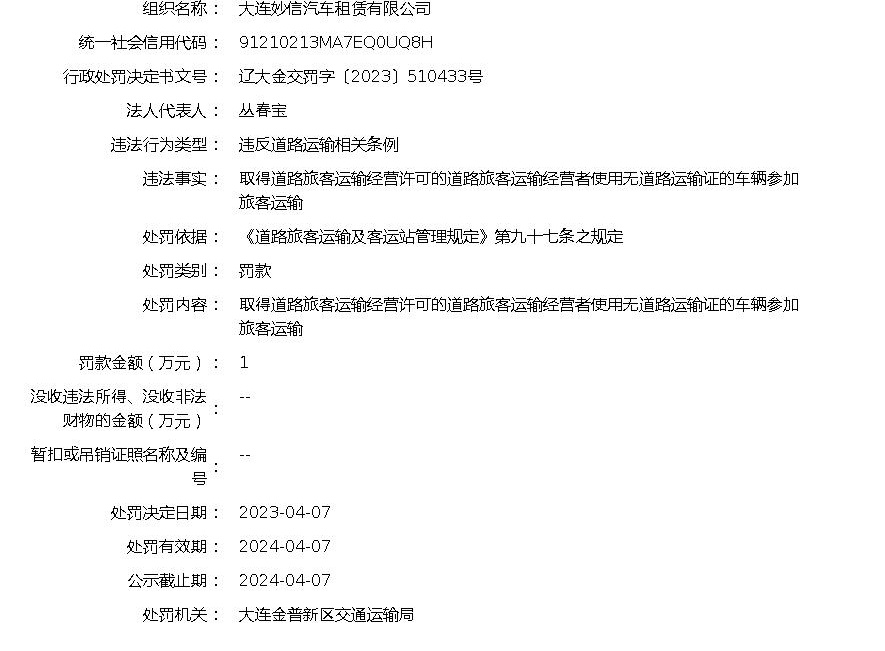 组织名称： 大连妙信汽车租赁有限公司
统一社会信用代码： 91210213MA7EQ0UQ8H
行政处罚决定书文号： 辽大金交罚字〔2023〕510433号
法人代表人： 丛春宝
违法行为类型： 违反道路运输相关条例
违法事实： 取得道路旅客运输经营许可的道路旅客运输经营者使用无道路运输证的车辆参加
旅客运输
处罚依据： 《道路旅客运输及客运站管理规定》第九十七条之规定
处罚类别： 罚款
处罚内容： 取得道路旅客运输经营许可的道路旅客运输经营者使用无道路运输证的车辆参加
旅客运输
罚款金额（万元）： 1
没收违法所得、没收非法
财物的金额（万元）： --
暂扣或吊销证照名称及编
号： --
处罚决定日期： 2023-04-07
处罚有效期： 2024-04-07
公示截止期： 2024-04-07
处罚机关： 大连金普新区交通运输局